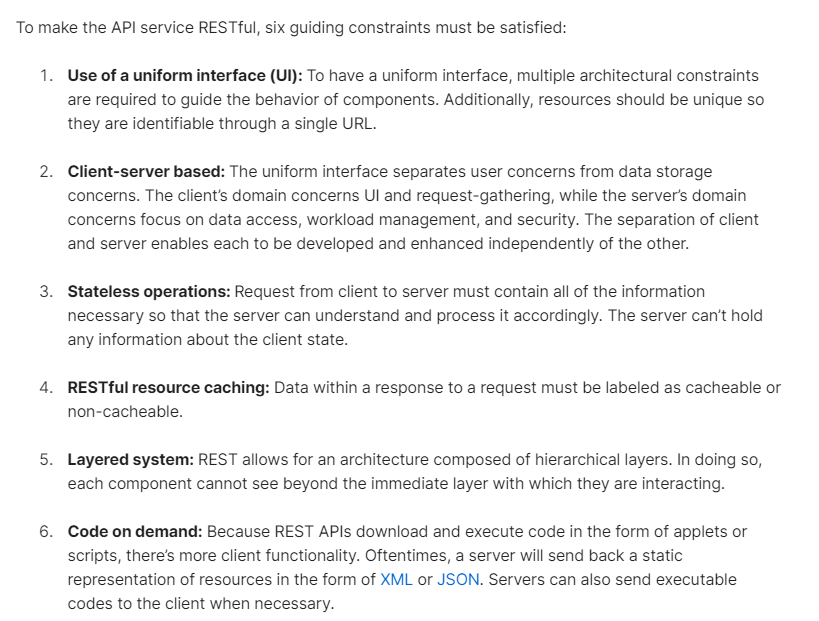 To make the API service RESTful, six guiding constraints must be satisfied:
1. Use of a uniform interface (UI): To have a uniform interface, multiple architectural constraints
are required to guide the behavior of components. Additionally, resources should be unique so
they are identifiable through a single URL.
2. Client-server based: The uniform interface separates user concerns from data storage
concerns. The client's domain concerns UI and request-gathering, while the server's domain
concerns focus on data access, workload management, and security. The separation of client
and server enables each to be developed and enhanced independently of the other.
3. Stateless operations: Request from client to server must contain all of the information
necessary so that the server can understand and process it accordingly. The server can't hold
any information about the client state.
4. RESTful resource caching: Data within a response to a request must be labeled as cacheable or
non-cacheable.
5. Layered system: REST allows for an architecture composed of hierarchical layers. In doing so,
each component cannot see beyond the immediate layer with which they are interacting.
6. Code on demand: Because REST APIs download and execute code in the form of applets or
scripts, there's more client functionality. Oftentimes, a server will send back a static
representation of resources in the form of XML or JSON. Servers can also send executable
codes to the client when necessary.